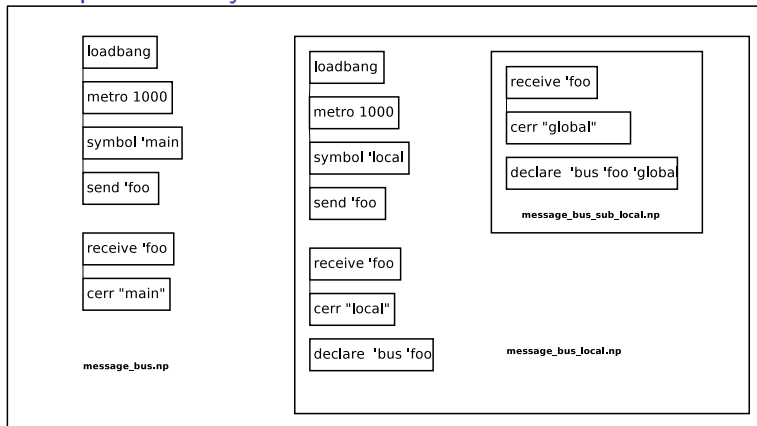 loadbang
metro 1000
symbol 'main
send 'foo
receive 'foo
cerr "main"
message_bus.np
loadbang
metro 1000
symbol 'local
send 'foo
receive 'foo
cerr "local"
declare 'bus 'foo
message_bus_local.np
receive 'foo
cerr "global"
declare 'bus 'foo 'global
message_bus_sub_local.np